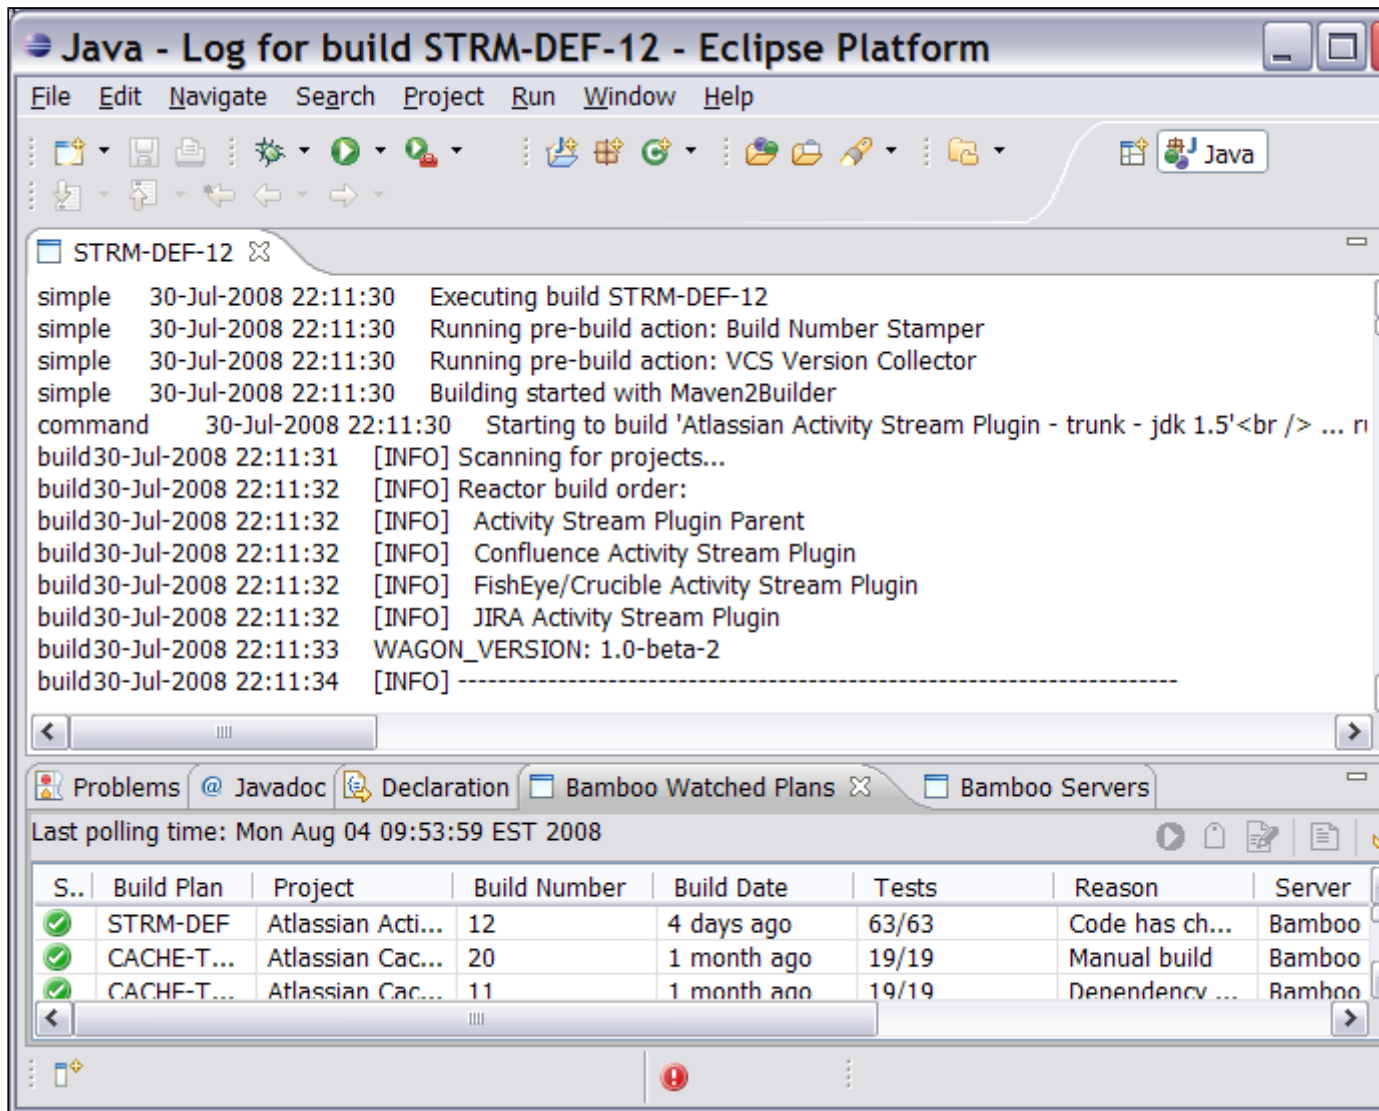 Java - Log for build STRM-DEF-12 - Eclipse Platform
File Edit Navigate Search Project Run Window Help
Java
STRM-DEF-12
simple 30-Jul-2008 22:11:30 Executing build STRM-DEF-12
simple 30-Jul-2008 22:11:30 Running pre-build action: Build Number Stamper
simple 30-Jul-2008 22:11:30 Running pre-build action: VCS Version Collector
simple 30-Jul-2008 22:11:30 Building started with Maven2Builder
command 30-Jul-2008 22:11:30 Starting to build 'Atlassian Activity Stream Plugin - trunk - jdk 1.5'<br /> ...
build30-Jul-2008 22:11:31 [INFO] Scanning for projects...
build30-Jul-2008 22:11:32 [INFO] Reactor build order:
build30-Jul-2008 22:11:32 [INFO] Activity Stream Plugin Parent
build30-Jul-2008 22:11:32 [INFO] Confluence Activity Stream Plugin
build30-Jul-2008 22:11:32 [INFO] FishEye/Crucible Activity Stream Plugin
build30-Jul-2008 22:11:32 [INFO] JIRA Activity Stream Plugin
build30-Jul-2008 22:11:33 WAGON_VERSION: 1.0-beta-2
build30-Jul-2008 22:11:34 [INFO] ------------------------------------------------------------------------
Problems @ Javadoc Declaration Bamboo Watched Plans Bamboo Servers
Last polling time: Mon Aug 04 09:53:59 EST 2008
S.. Build Plan Project Build Number Build Date Tests Reason Server
STRM-DEF Atlassian Acti... 12 4 days ago 63/63 Code has ch... Bamboo
CACHE-T... Atlassian Cac... 20 1 month ago 19/19 Manual build Bamboo
CACHE-T... Atlassian Cac... 11 1 month ago 19/19 Dependency ... Bamboo